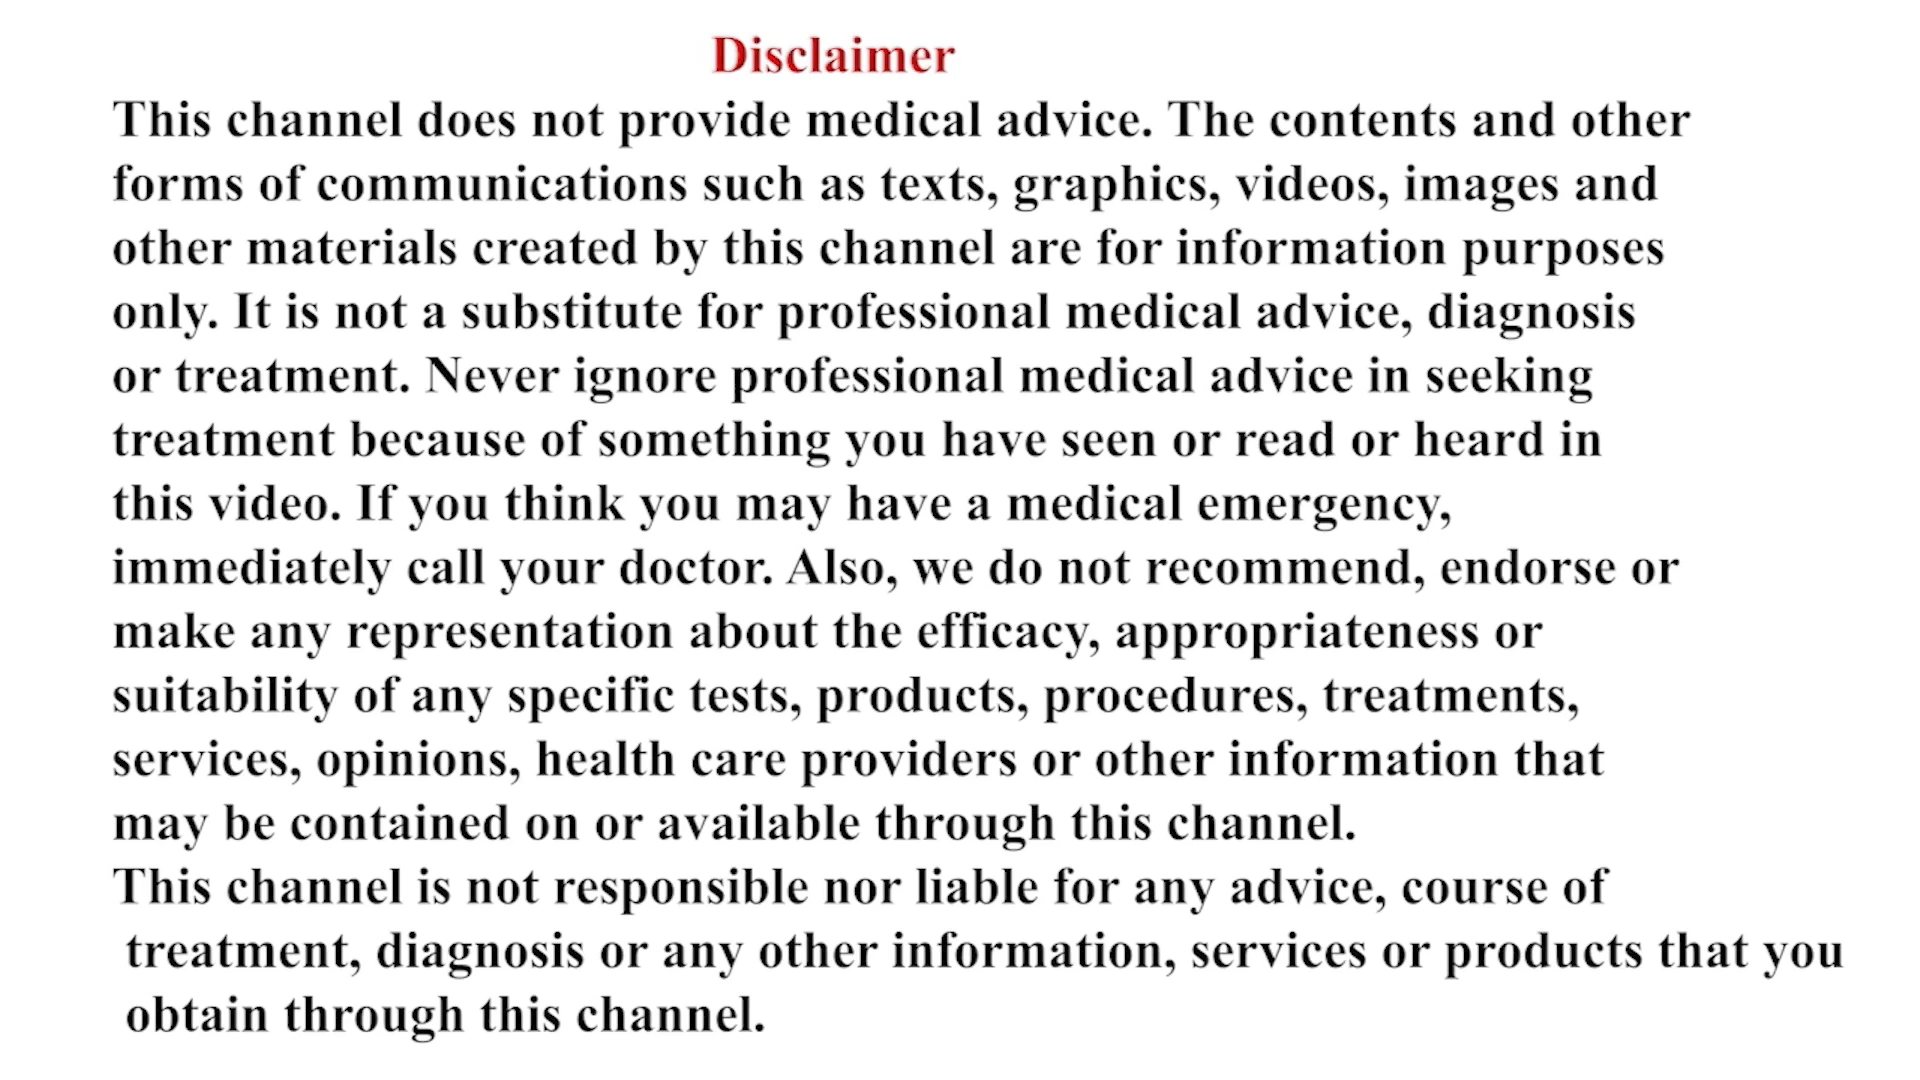 Disclaimer
This channel does not provide medical advice. The contents and other
forms of communications such as texts, graphics, videos, images and
other materials created by this channel are for information purposes
only. It is not a substitute for professional medical advice, diagnosis
or treatment. Never ignore professional medical advice in seeking
treatment because of something you have seen or read or heard in
this video. If you think you may have a medical emergency,
immediately call your doctor. Also, we do not recommend, endorse or
make any representation about the efficacy, appropriateness or
suitability of any specific tests, products, procedures, treatments,
services, opinions, health care providers or other information that
may be contained on or available through this channel.
This channel is not responsible nor liable for any advice, course of
treatment, diagnosis or any other information, services or products that you
obtain through this channel.